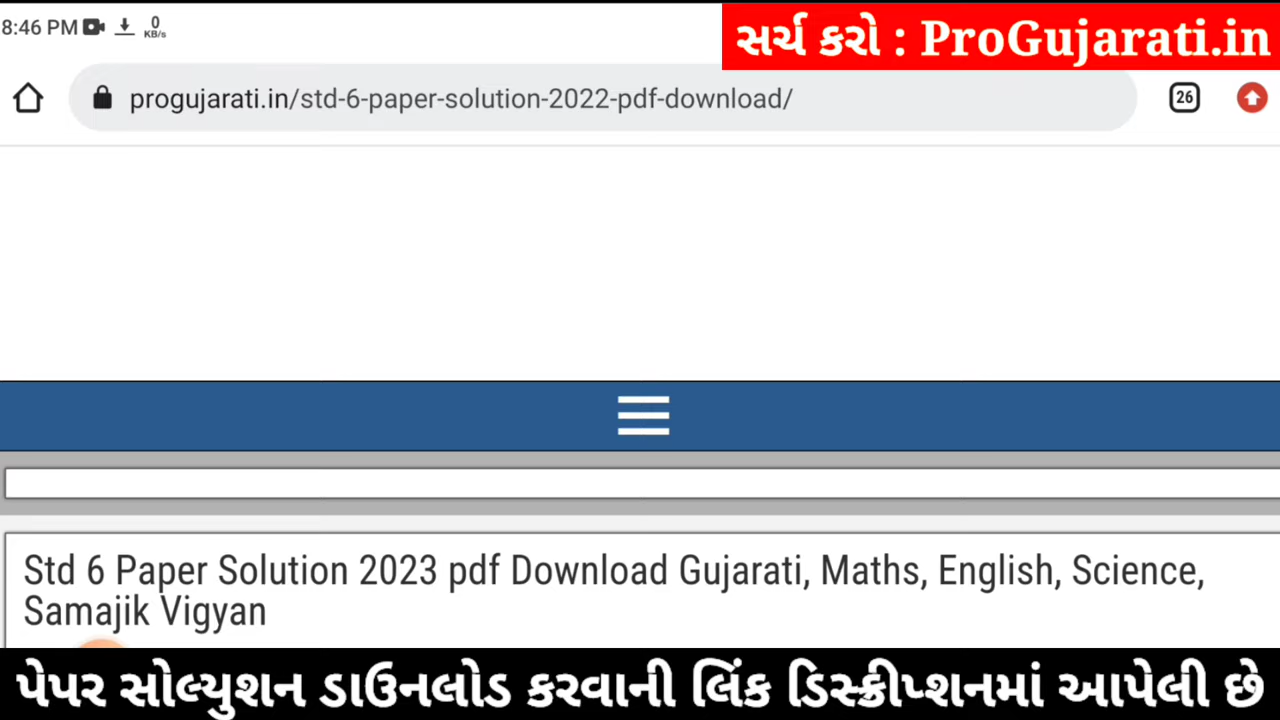 8:46 PM 0 KB/s
સર્ચ કરો : ProGujarati.in
progujarati.in/std-6-paper-solution-2022-pdf-download/
26
Std 6 Paper Solution 2023 pdf Download Gujarati, Maths, English, Science,
Samajik Vigyan
પેપર સોલ્યુશન ડાઉનલોડ કરવાની લિંક ડિસ્ક્રીપ્શનમાં આપેલી છે